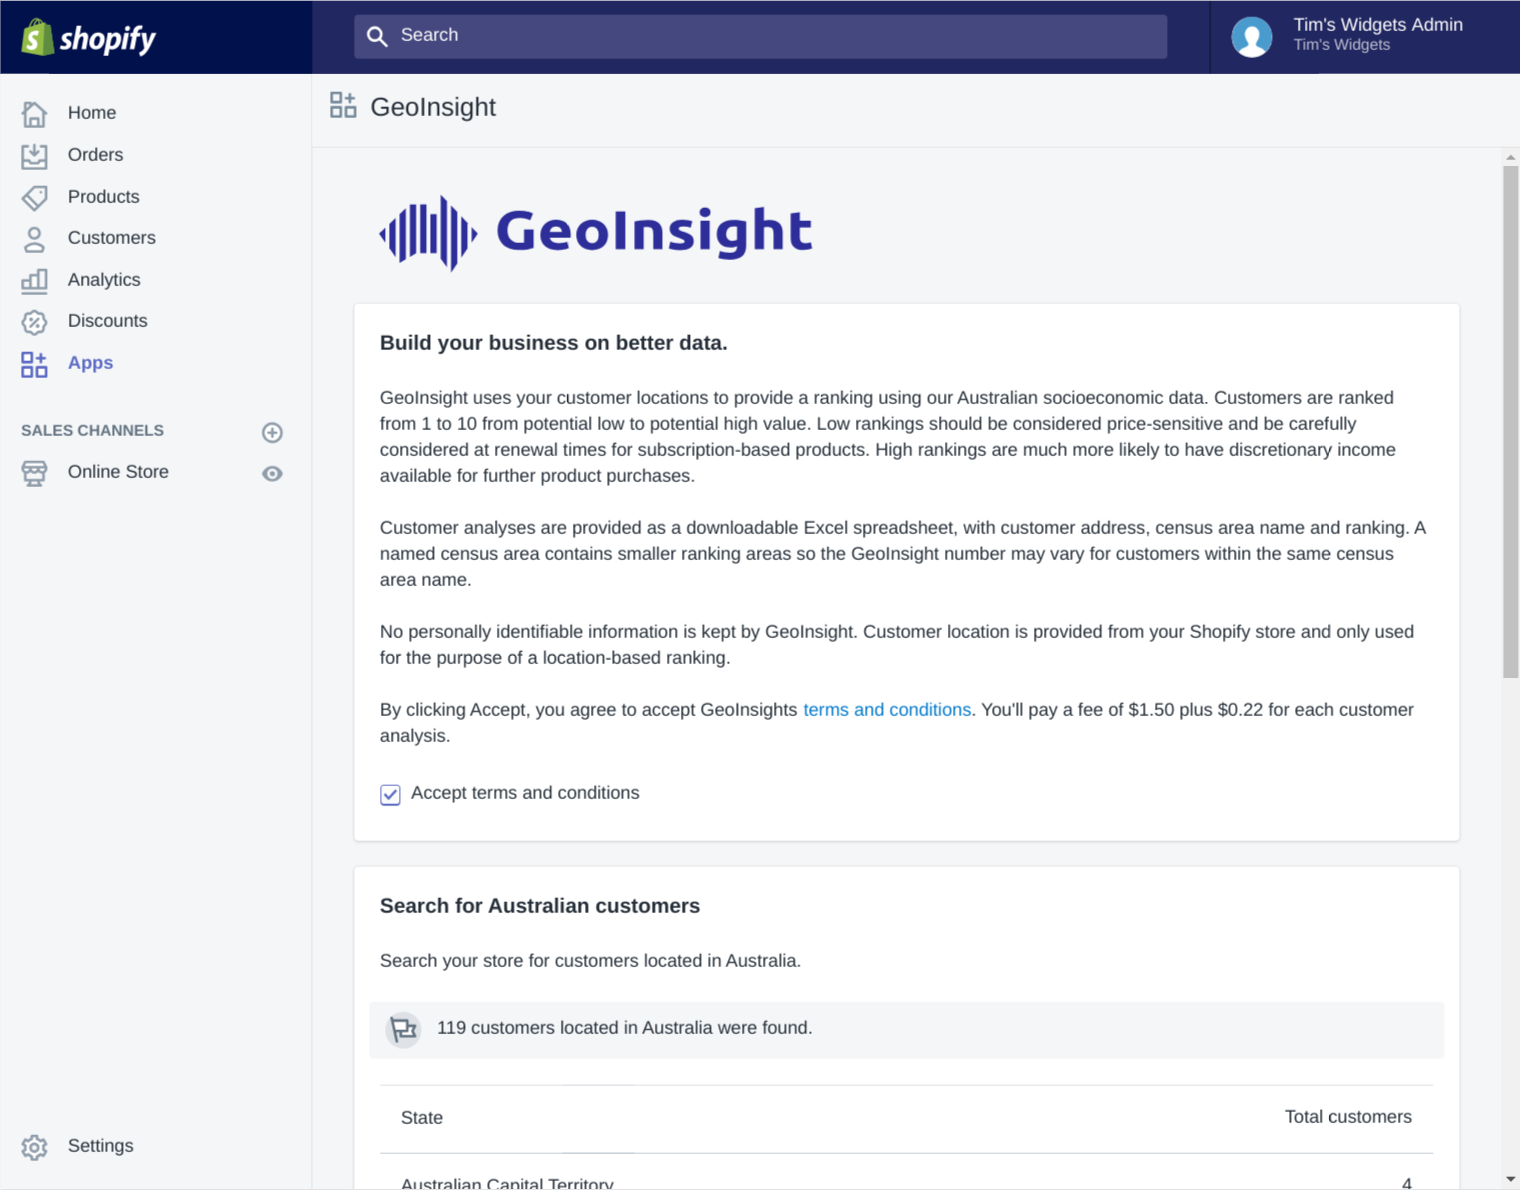 shopify
Search
Tim's Widgets Admin
Tim's Widgets
Home
Orders
Products
Customers
Analytics
Discounts
Apps
SALES CHANNELS
Online Store
Settings
GeoInsight
GeoInsight
Build your business on better data.
GeoInsight uses your customer locations to provide a ranking using our Australian socioeconomic data. Customers are ranked
from 1 to 10 from potential low to potential high value. Low rankings should be considered price-sensitive and be carefully
considered at renewal times for subscription-based products. High rankings are much more likely to have discretionary income
available for further product purchases.
Customer analyses are provided as a downloadable Excel spreadsheet, with customer address, census area name and ranking. A
named census area contains smaller ranking areas so the GeoInsight number may vary for customers within the same census
area name.
No personally identifiable information is kept by GeoInsight. Customer location is provided from your Shopify store and only used
for the purpose of a location-based ranking.
By clicking Accept, you agree to accept GeoInsights terms and conditions. You'll pay a fee of $1.50 plus $0.22 for each customer
analysis.
Accept terms and conditions
Search for Australian customers
Search your store for customers located in Australia.
119 customers located in Australia were found.
State Total customers
Australian Capital Territory 4